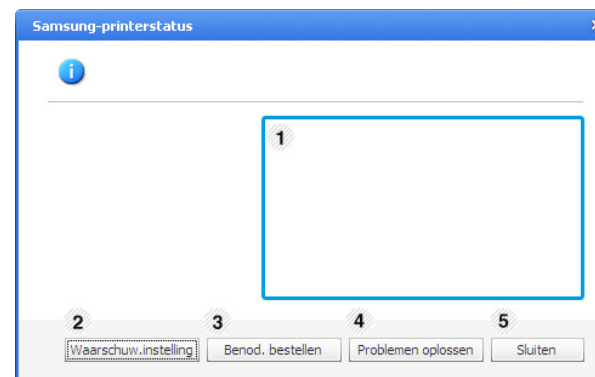 Samsung-printerstatus
1
2 3 4 5
Waarschuw.instelling Benod. bestellen Problemen oplossen Sluiten